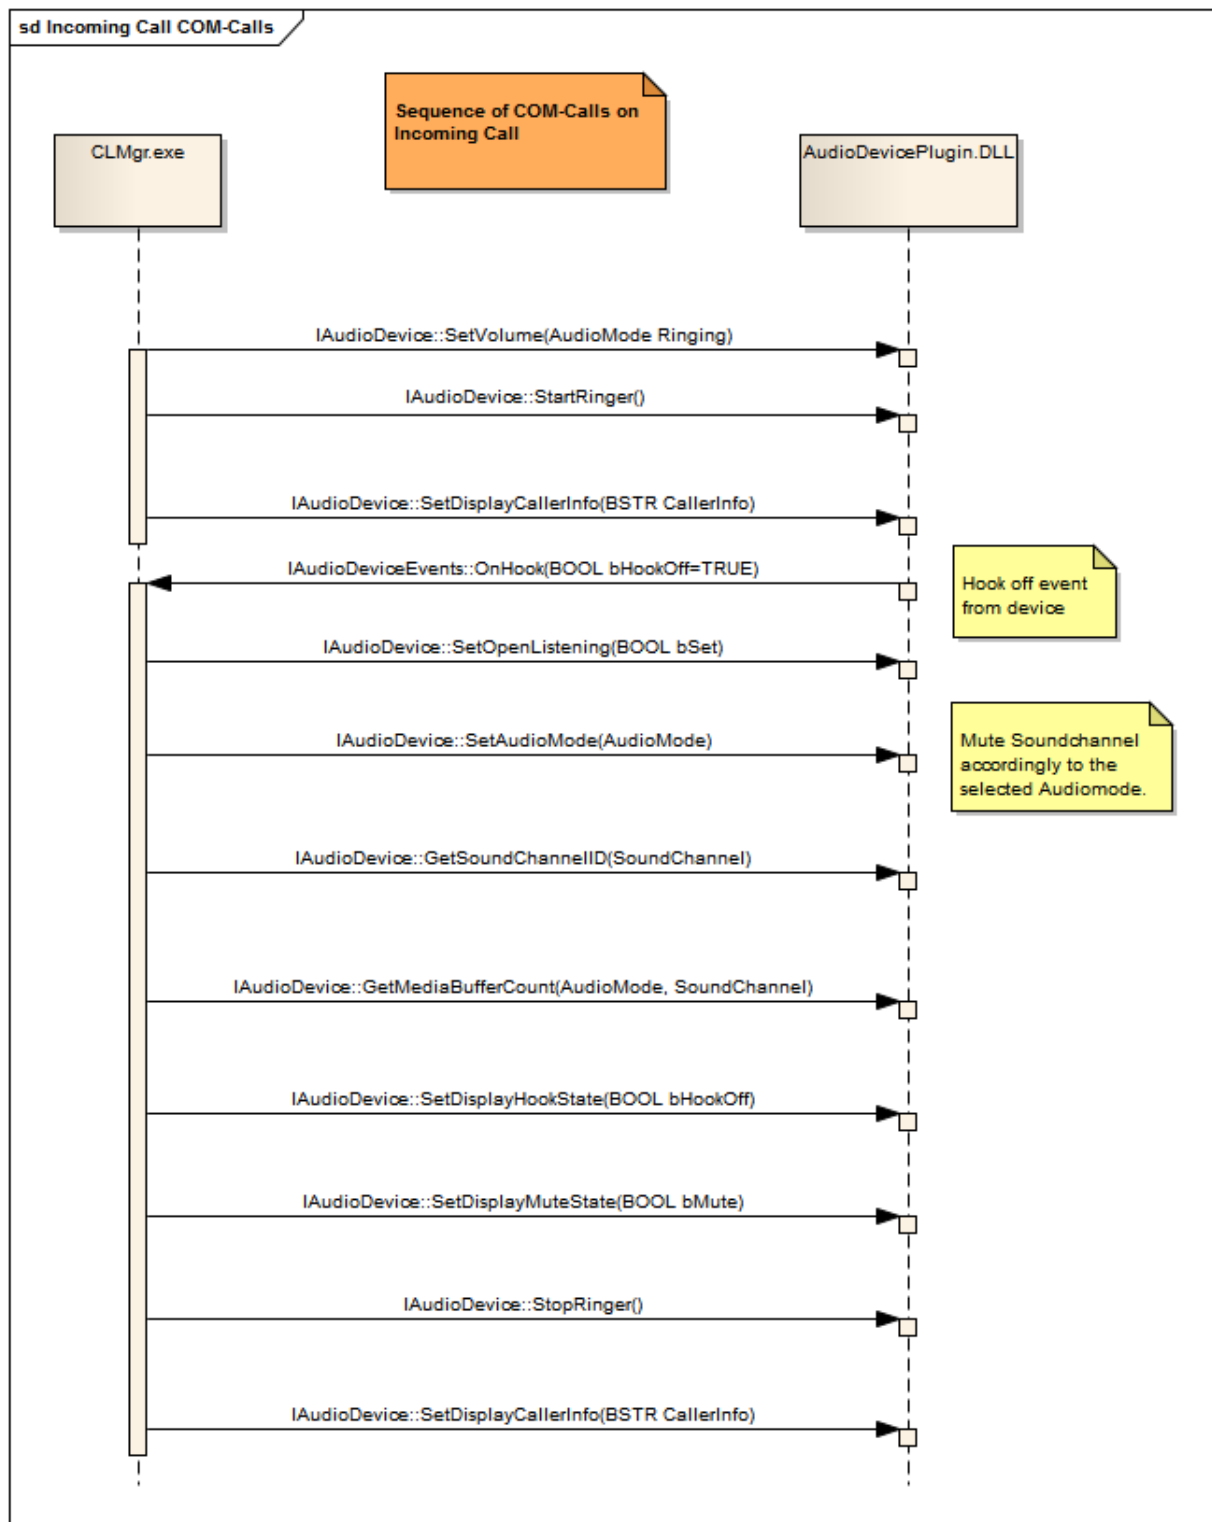 sd Incoming Call COM-Calls
Sequence of COM-Calls on
Incoming Call
CLMgr.exe
AudioDevicePlugin.DLL
IAudioDevice::SetVolume(AudioMode Ringing)
IAudioDevice::StartRinger()
IAudioDevice::SetDisplayCallerInfo(BSTR CallerInfo)
IAudioDeviceEvents::OnHook(BOOL bHookOff=TRUE)
Hook off event
from device
IAudioDevice::SetOpenListening(BOOL bSet)
IAudioDevice::SetAudioMode(AudioMode)
Mute Soundchannel
accordingly to the
selected Audiomode.
IAudioDevice::GetSoundChannelID(SoundChannel)
IAudioDevice::GetMediaBufferCount(AudioMode, SoundChannel)
IAudioDevice::SetDisplayHookState(BOOL bHookOff)
IAudioDevice::SetDisplayMuteState(BOOL bMute)
IAudioDevice::StopRinger()
IAudioDevice::SetDisplayCallerInfo(BSTR CallerInfo)